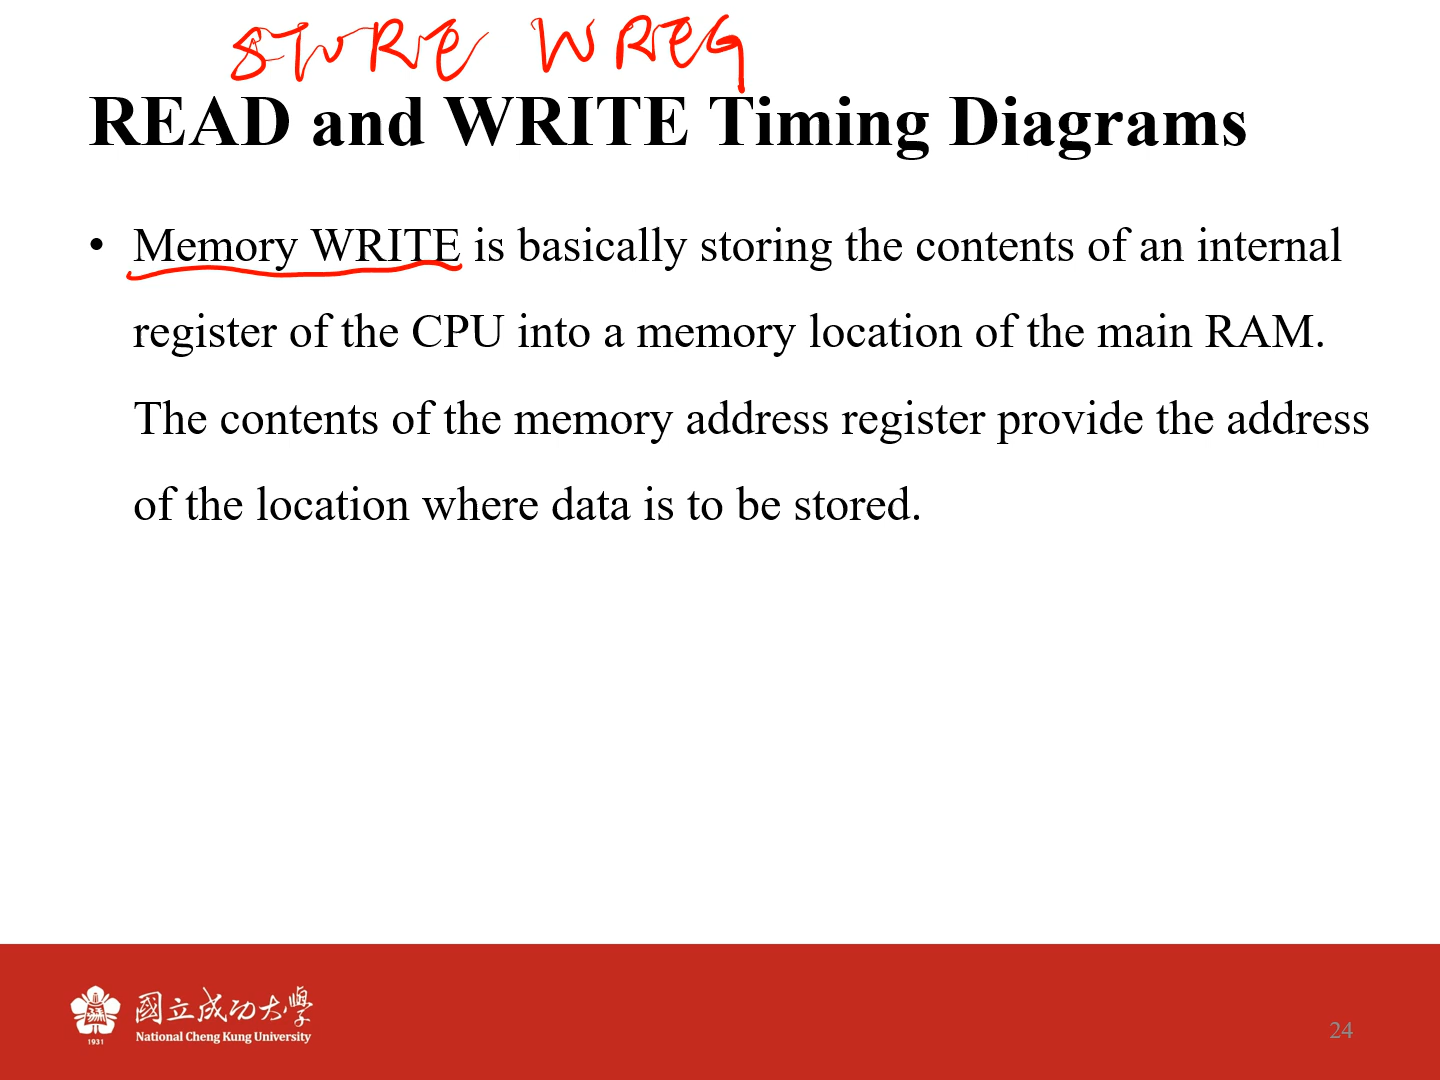 STORE WREG
READ and WRITE Timing Diagrams
• Memory WRITE is basically storing the contents of an internal
register of the CPU into a memory location of the main RAM.
The contents of the memory address register provide the address
of the location where data is to be stored.
國立成功大學
National Cheng Kung University
1931
24